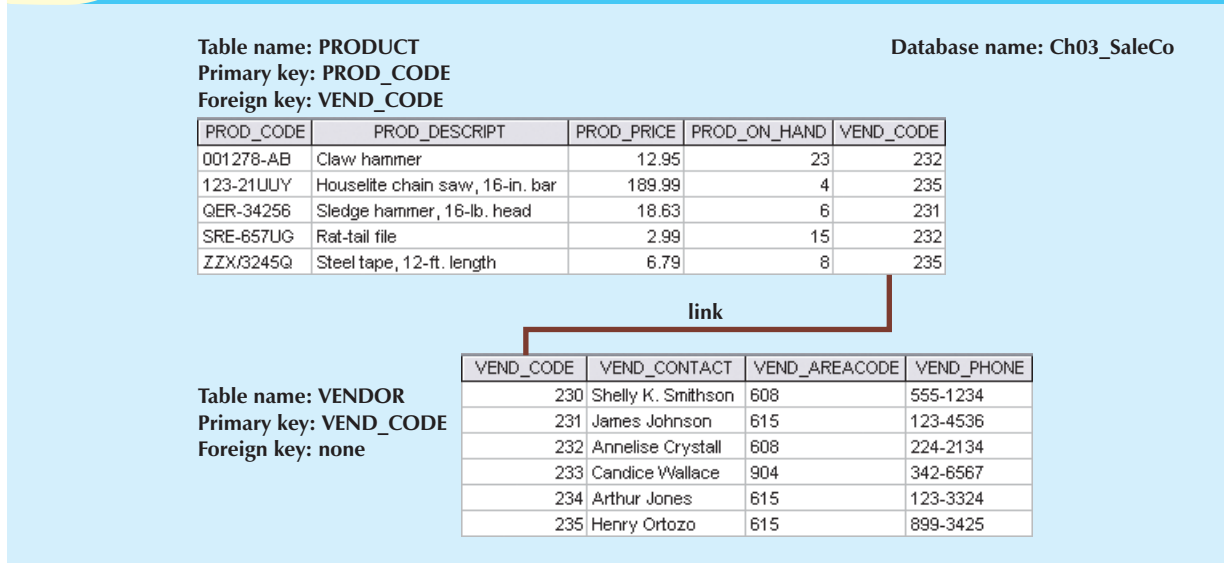 Table name: PRODUCT
Database name: Ch03_SaleCo
Primary key: PROD_CODE
Foreign key: VEND_CODE
PROD_CODE PROD_DESCRIPT PROD_PRICE PROD_ON_HAND VEND_CODE
001278-AB Claw hammer 12.95 23 232
123-21UUY Houselite chain saw, 16-in. bar 189.99 4 235
QER-34256 Sledge hammer, 16-lb. head 18.63 6 231
SRE-657UG Rat-tail file 2.99 15 232
ZZX/3245Q Steel tape, 12-ft. length 6.79 8 235
link
Table name: VENDOR
Primary key: VEND_CODE
Foreign key: none
VEND_CODE VEND_CONTACT VEND_AREACODE VEND_PHONE
230 Shelly K. Smithson 608 555-1234
231 James Johnson 615 123-4536
232 Annelise Crystall 608 224-2134
233 Candice Wallace 904 342-6567
234 Arthur Jones 615 123-3324
235 Henry Ortozo 615 899-3425